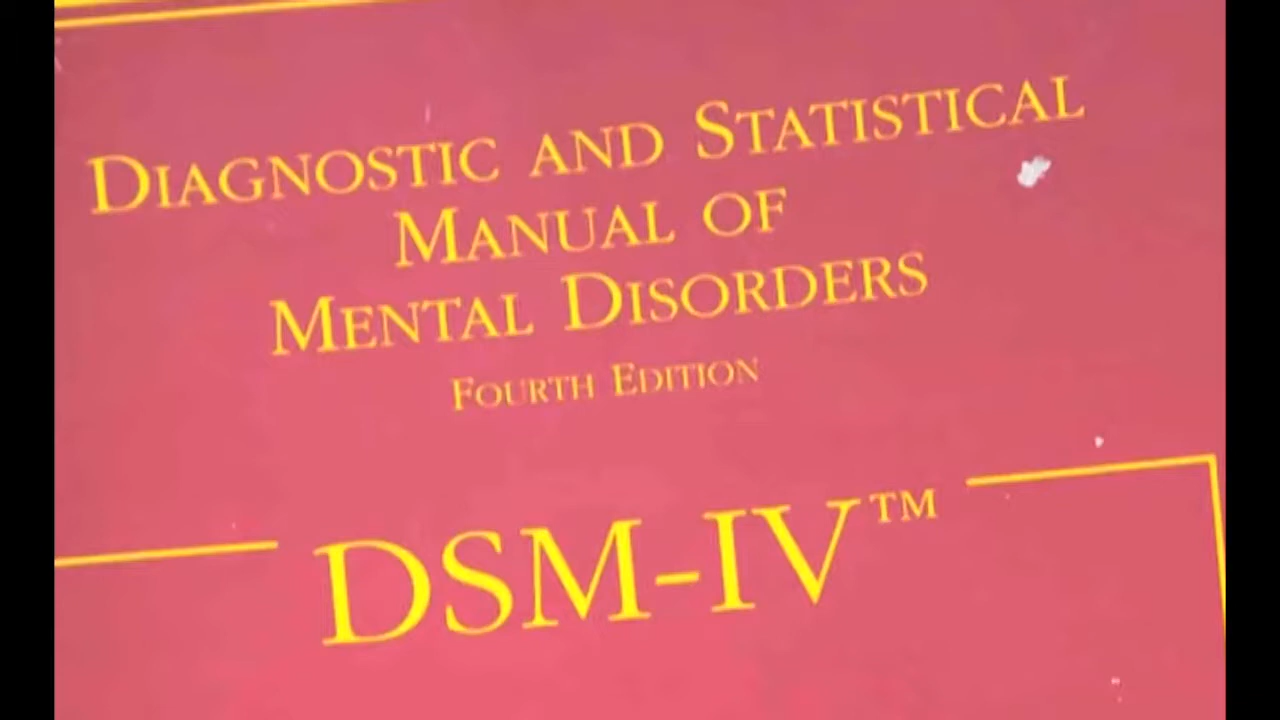 DIAGNOSTIC AND STATISTICAL
MANUAL OF
MENTAL DISORDERS
FOURTH EDITION
DSM-IV™